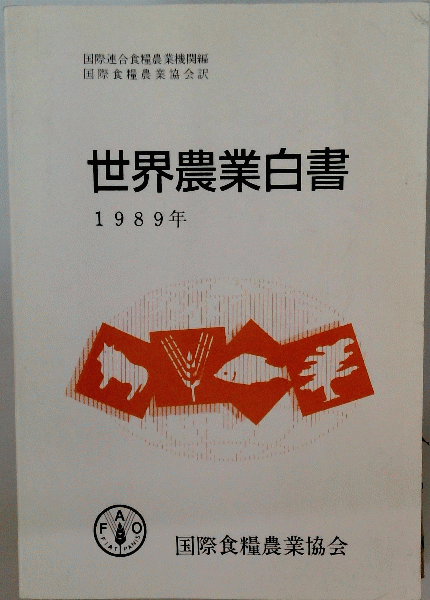 国際連合食糧農業機関編
国際食糧農業協会訳
世界農業白書
1989年
FAO
FIAT PANIS
国際食糧農業協会